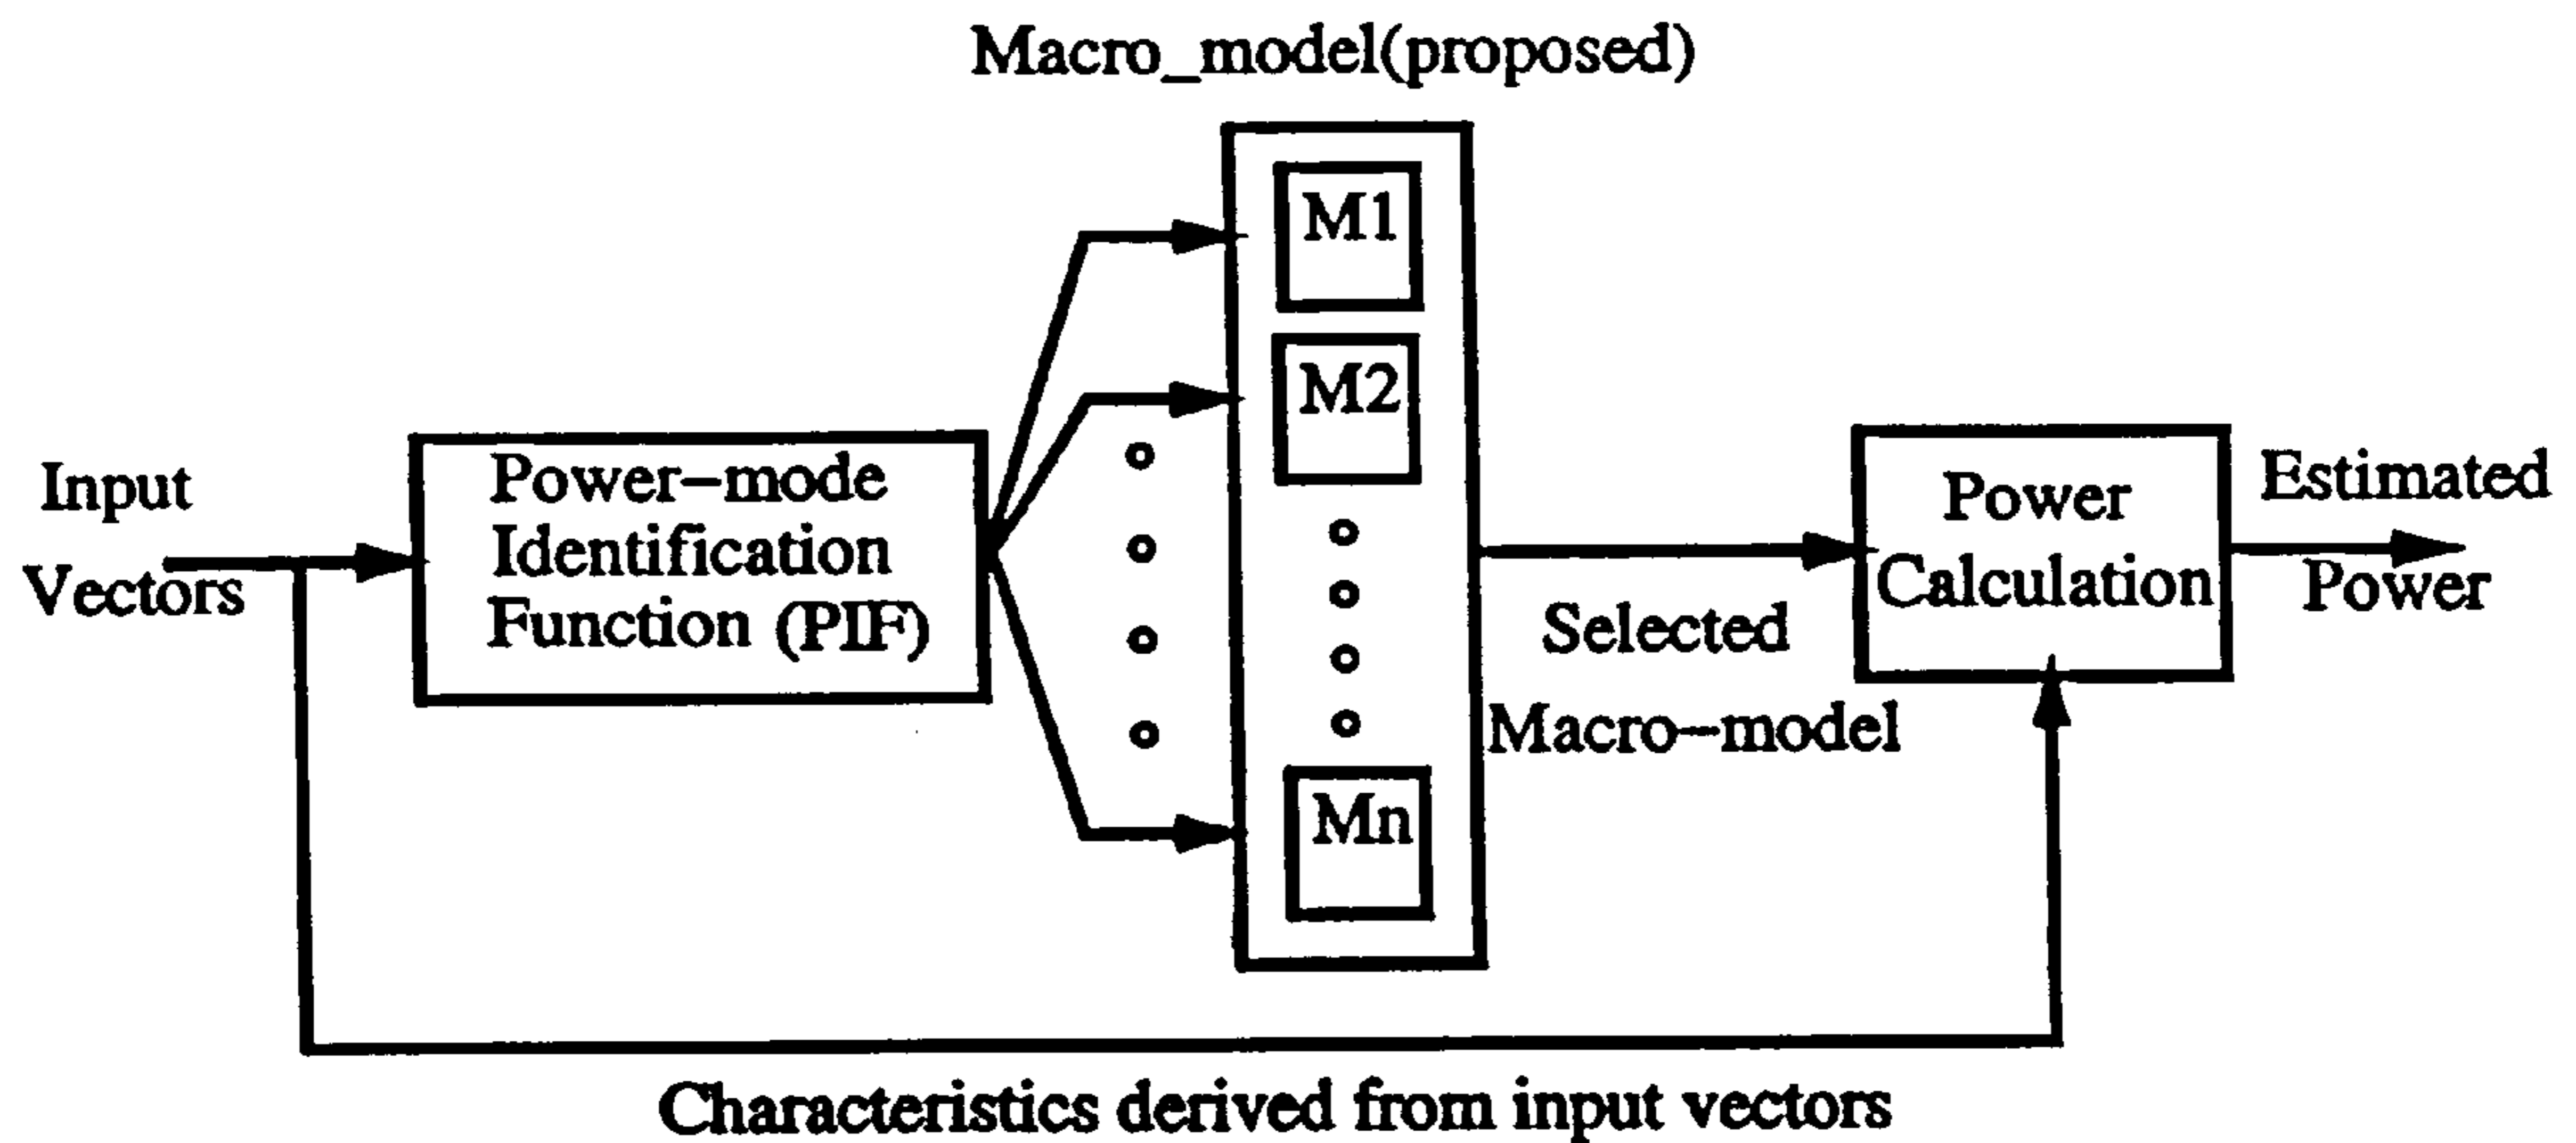 Macro_model(proposed)
M1
M2
Mn
Input
Vectors
Power-mode
Identification
Function (PIF)
Selected
Macro-model
Power
Calculation
Estimated
Power
Characteristics derived from input vectors